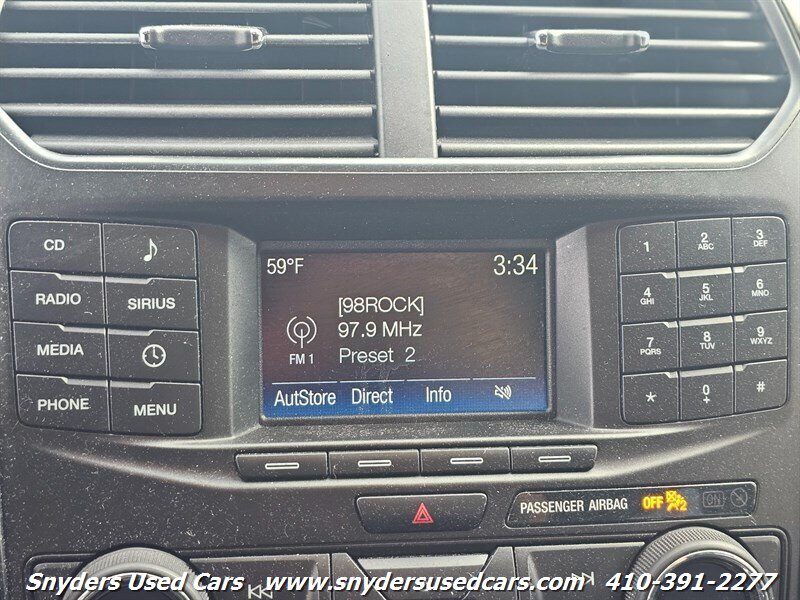 CD
RADIO
SIRIUS
MEDIA
PHONE
MENU
59°F
3:34
[98ROCK]
97.9 MHz
FM 1
Preset 2
AutStore Direct Info
1
2 ABC
3 DEF
4 GHI
5 JKL
6 MNO
7 PQRS
8 TUV
9 WXYZ
*
0 +
#
PASSENGER AIRBAG OFF 2 ON
Snyders Used Cars www.snydersusedcars.com 410-391-2277